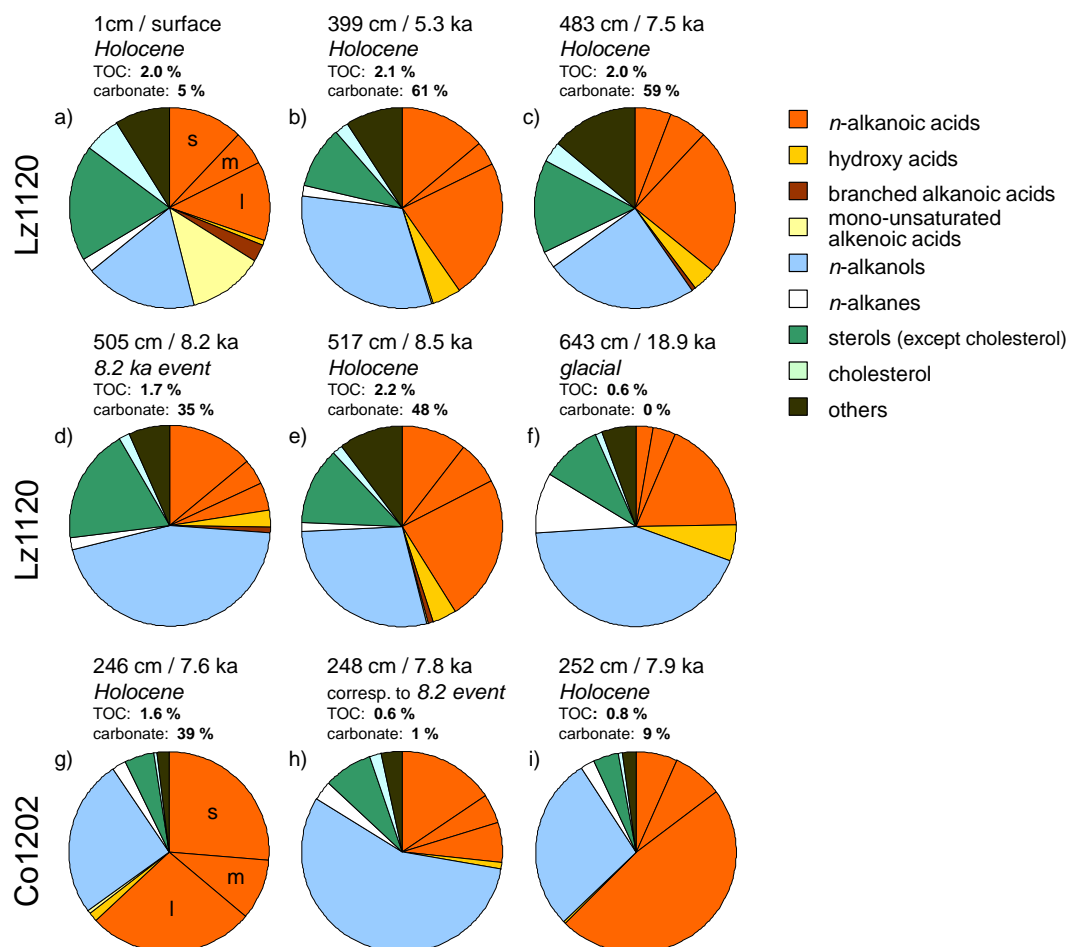 1cm / surface
Holocene
TOC: 2.0 %
carbonate: 5 %
399 cm / 5.3 ka
Holocene
TOC: 2.1 %
carbonate: 61 %
483 cm / 7.5 ka
Holocene
TOC: 2.0 %
carbonate: 59 %
Lz1120
a)
s
m
l
b)
c)
n-alkanoic acids
hydroxy acids
branched alkanoic acids
mono-unsaturated
alkenoic acids
n-alkanols
n-alkanes
sterols (except cholesterol)
cholesterol
others
505 cm / 8.2 ka
8.2 ka event
TOC: 1.7 %
carbonate: 35 %
517 cm / 8.5 ka
Holocene
TOC: 2.2 %
carbonate: 48 %
643 cm / 18.9 ka
glacial
TOC: 0.6 %
carbonate: 0 %
Lz1120
d)
e)
f)
246 cm / 7.6 ka
Holocene
TOC: 1.6 %
carbonate: 39 %
248 cm / 7.8 ka
corresp. to 8.2 event
TOC: 0.6 %
carbonate: 1 %
252 cm / 7.9 ka
Holocene
TOC: 0.8 %
carbonate: 9 %
Co1202
g)
s
m
l
h)
i)